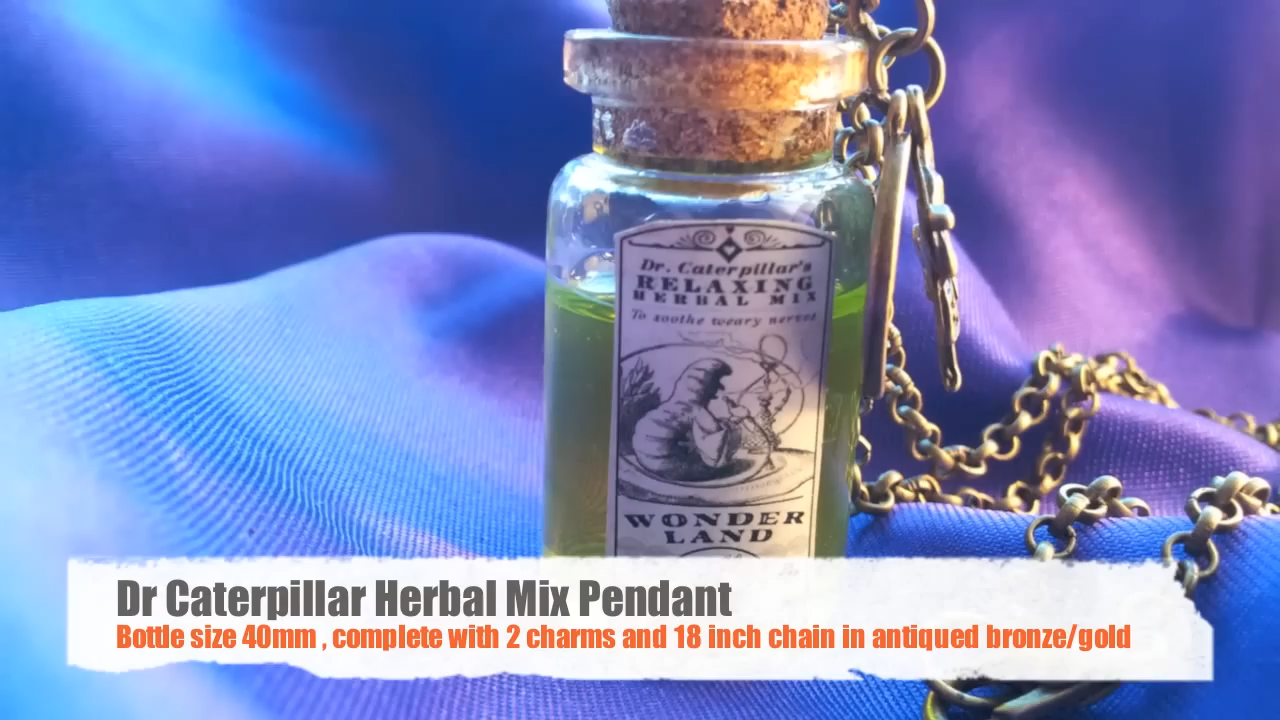 Dr. Caterpillar's
RELAXING
HERBAL MIX
To soothe weary nerves
WONDER
LAND
Dr Caterpillar Herbal Mix Pendant
Bottle size 40mm , complete with 2 charms and 18 inch chain in antiqued bronze/gold